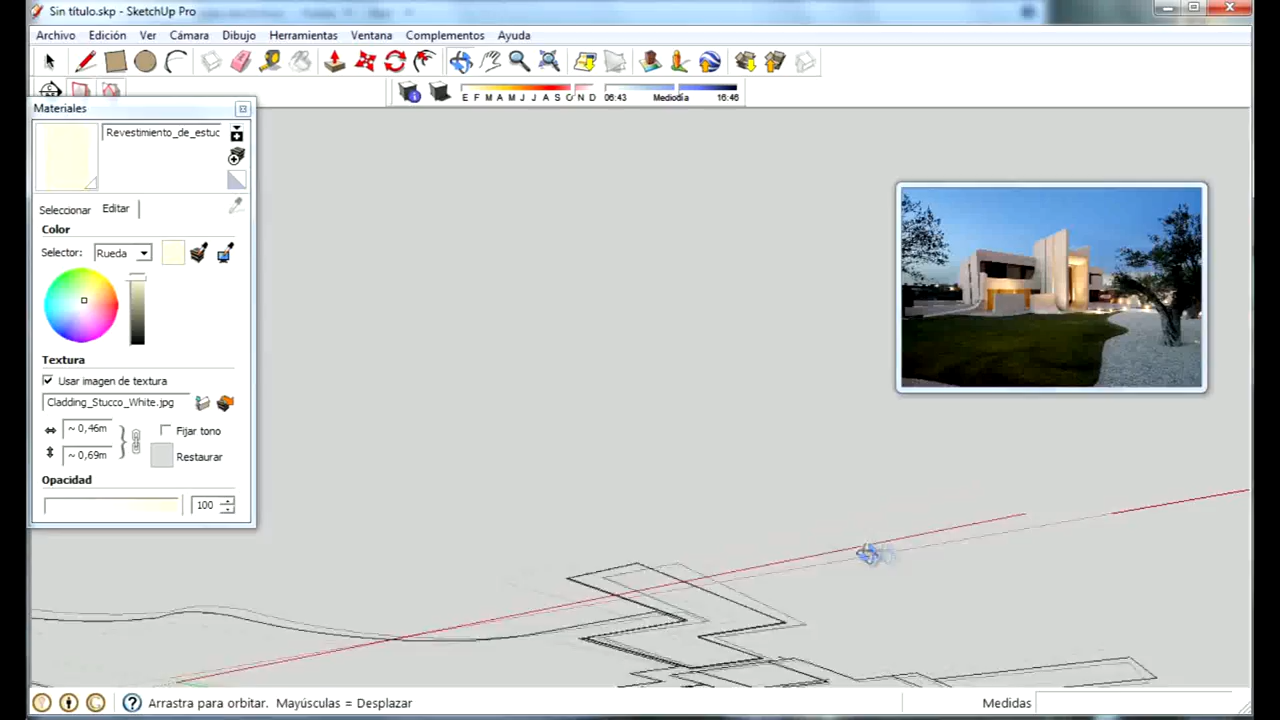 Sin título.skp - SketchUp Pro
Archivo Edición Ver Cámara Dibujo Herramientas Ventana Complementos Ayuda
E F M A M J J A S O N D 06:43 Mediodía 16:46
Materiales
Revestimiento_de_estuc
Seleccionar Editar
Color
Selector: Rueda
Textura
Usar imagen de textura
Cladding_Stucco_White.jpg
~ 0,46m Fijar tono
~ 0,69m Restaurar
Opacidad
100
Arrastra para orbitar. Mayúsculas = Desplazar Medidas